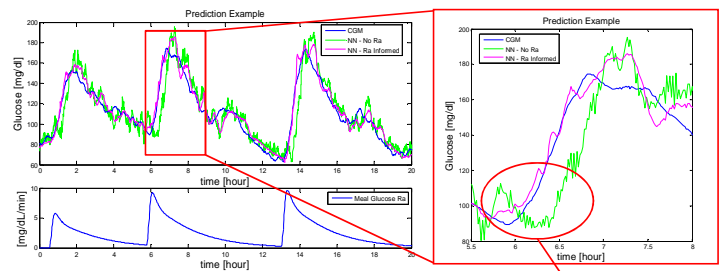 Prediction Example
CGM
NN - No Ra
NN - Ra Informed
Glucose [mg/dl]
200
180
160
140
120
100
80
60
0 2 4 6 8 10 12 14 16 18 20
time [hour]
Meal Glucose Ra
[mg/dL/min]
10
5
0
0 2 4 6 8 10 12 14 16 18 20
time [hour]
Prediction Example
CGM
NN - No Ra
NN - Ra Informed
Glucose [mg/dl]
200
180
160
140
120
100
80
5.5 6 6.5 7 7.5 8
time [hour]